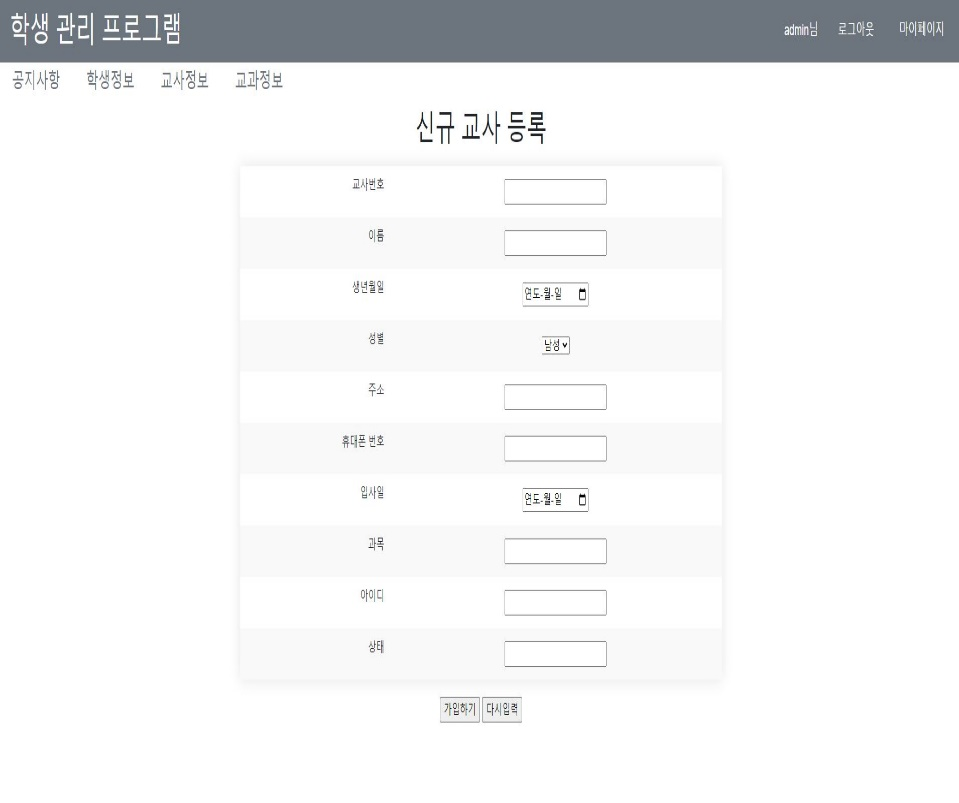 학생 관리 프로그램
admin님 로그아웃 마이페이지
공지사항 학생정보 교사정보 교과정보
신규 교사 등록
교사번호
이름
생년월일 연도-월-일
성별 남성
주소
휴대폰 번호
입사일 연도-월-일
과목
아이디
상태
가입하기 다시입력